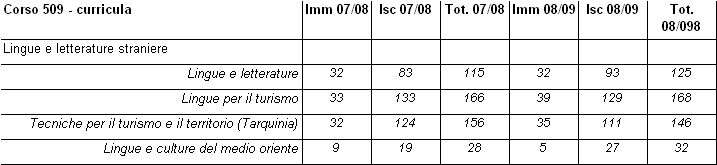 Corso 509 - curricula Imm 07/08 Isc 07/08 Tot. 07/08 Imm 08/09 Isc 08/09 Tot. 08/098
Lingue e letterature straniere
Lingue e letterature 32 83 115 32 93 125
Lingue per il turismo 33 133 166 39 129 168
Tecniche per il turismo e il territorio (Tarquinia) 32 124 156 35 111 146
Lingue e culture del medio oriente 9 19 28 5 27 32